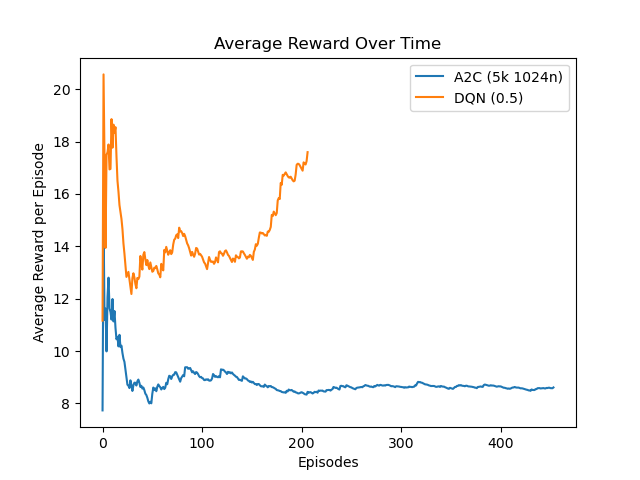 Average Reward Over Time
A2C (5k 1024n)
DQN (0.5)
Average Reward per Episode
20
18
16
14
12
10
8
0
100
200
300
400
Episodes